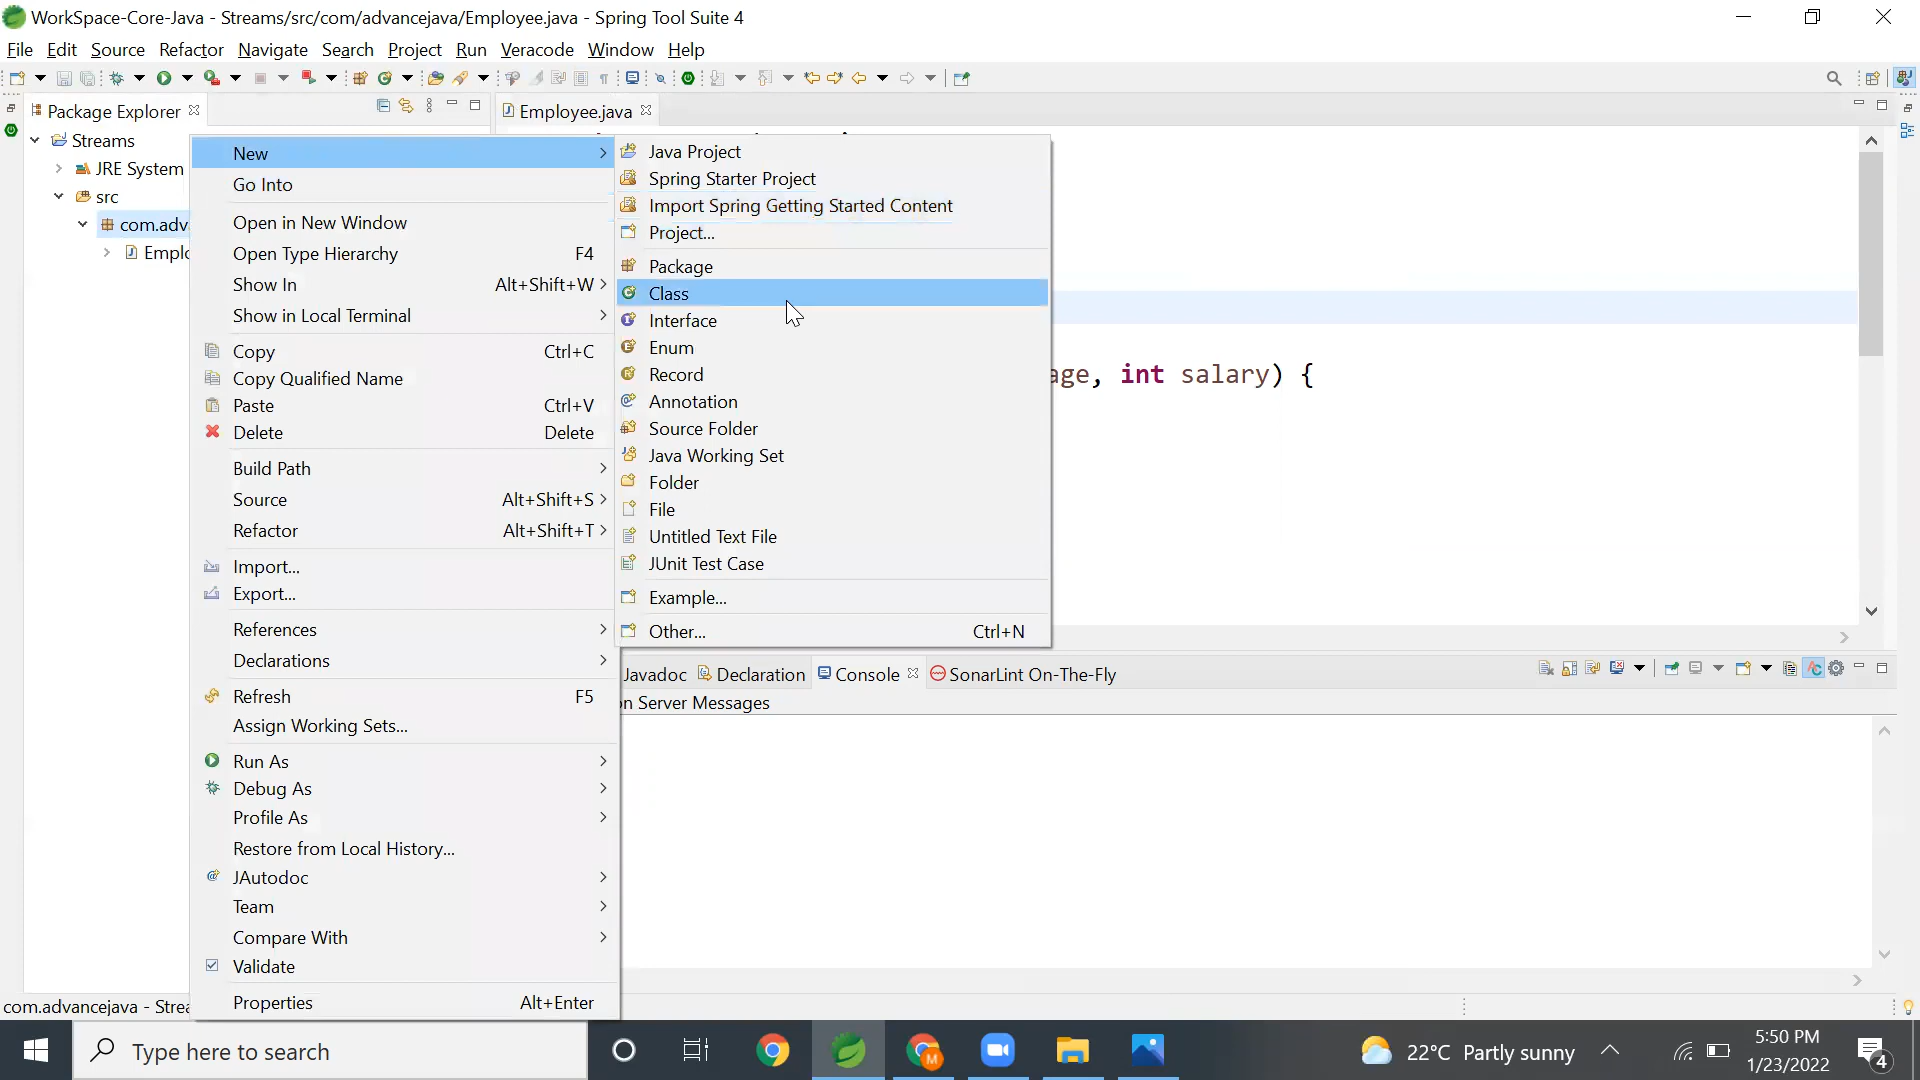 WorkSpace-Core-Java - Streams/src/com/advancejava/Employee.java - Spring Tool Suite 4
File Edit Source Refactor Navigate Search Project Run Veracode Window Help
Package Explorer
Employee.java
Streams
JRE System
src
com.adv
Emplo
New
Go Into
Open in New Window
Open Type Hierarchy F4
Show In Alt+Shift+W
Show in Local Terminal
Copy Ctrl+C
Copy Qualified Name
Paste Ctrl+V
Delete Delete
Build Path
Source Alt+Shift+S
Refactor Alt+Shift+T
Import...
Export...
References
Declarations
Refresh F5
Assign Working Sets...
Run As
Debug As
Profile As
Restore from Local History...
JAutodoc
Team
Compare With
Validate
Properties Alt+Enter
Java Project
Spring Starter Project
Import Spring Getting Started Content
Project...
Package
Class
Interface
Enum
Record
Annotation
Source Folder
Java Working Set
Folder
File
Untitled Text File
JUnit Test Case
Example...
Other... Ctrl+N
age, int salary) {
Javadoc Declaration Console SonarLint On-The-Fly
on Server Messages
com.advancejava - Strea
Type here to search
M
22°C Partly sunny
5:50 PM
1/23/2022
4